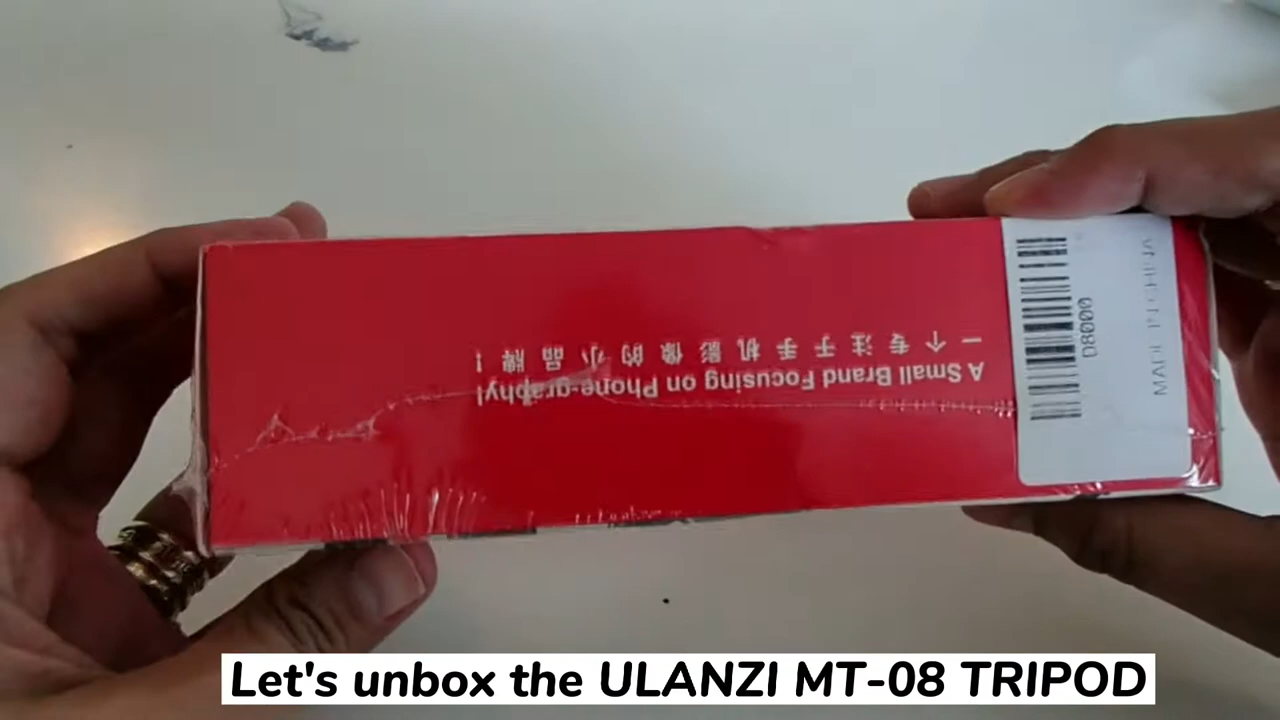 一个专注于手机影像的小品牌！
A Small Brand Focusing on Phone-graphy!
D8000
MADE IN CHINA
Let's unbox the ULANZI MT-08 TRIPOD